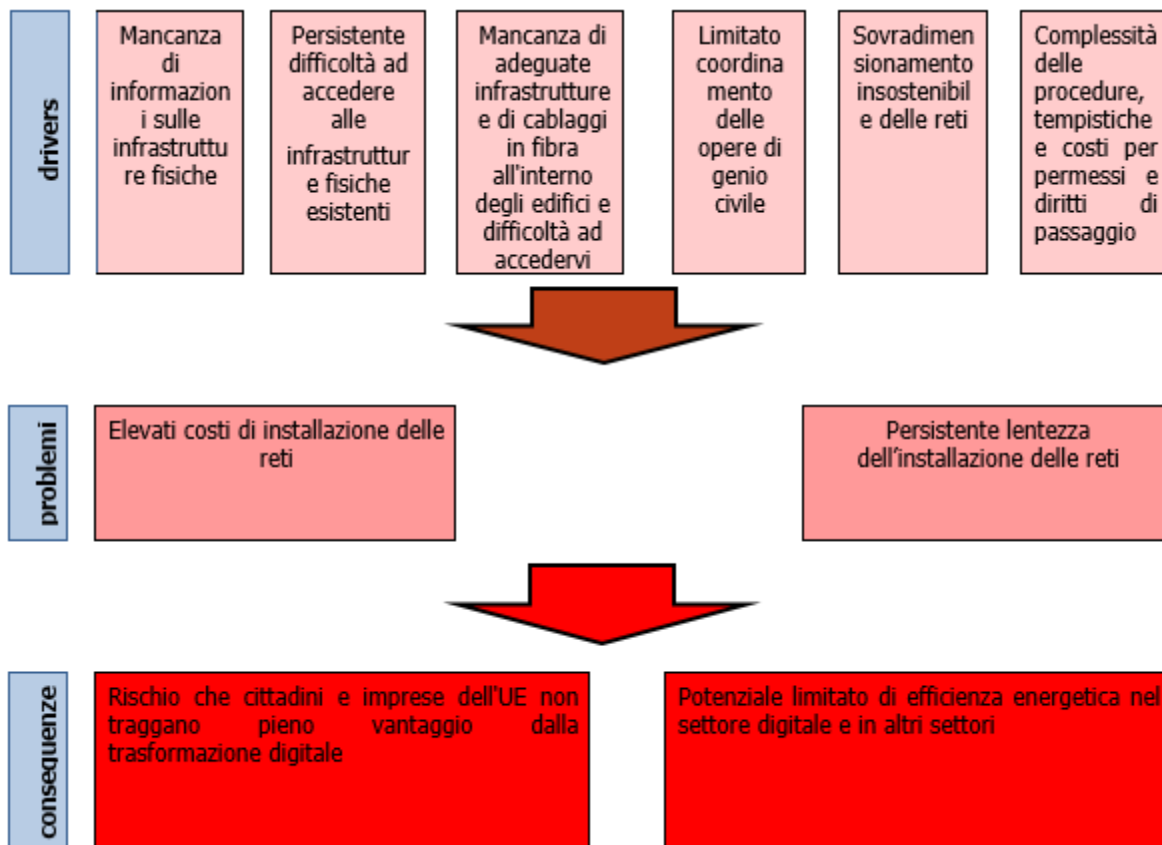 drivers
Mancanza
di
informazion
i sulle
infrastruttu
re fisiche
Persistente
difficoltà ad
accedere
alle
infrastruttur
e fisiche
esistenti
Mancanza di
adeguate
infrastrutture
e di cablaggi
in fibra
all'interno
degli edifici e
difficoltà ad
accedervi
Limitato
coordina
mento
delle
opere di
genio
civile
Sovradimen
sionamento
insostenibil
e delle reti
Complessità
delle
procedure,
tempistiche
e costi per
permessi e
diritti di
passaggio
problemi
Elevati costi di installazione delle
reti
Persistente lentezza
dell'installazione delle reti
consequenze
Rischio che cittadini e imprese dell'UE non
traggano pieno vantaggio dalla
trasformazione digitale
Potenziale limitato di efficienza energetica nel
settore digitale e in altri settori